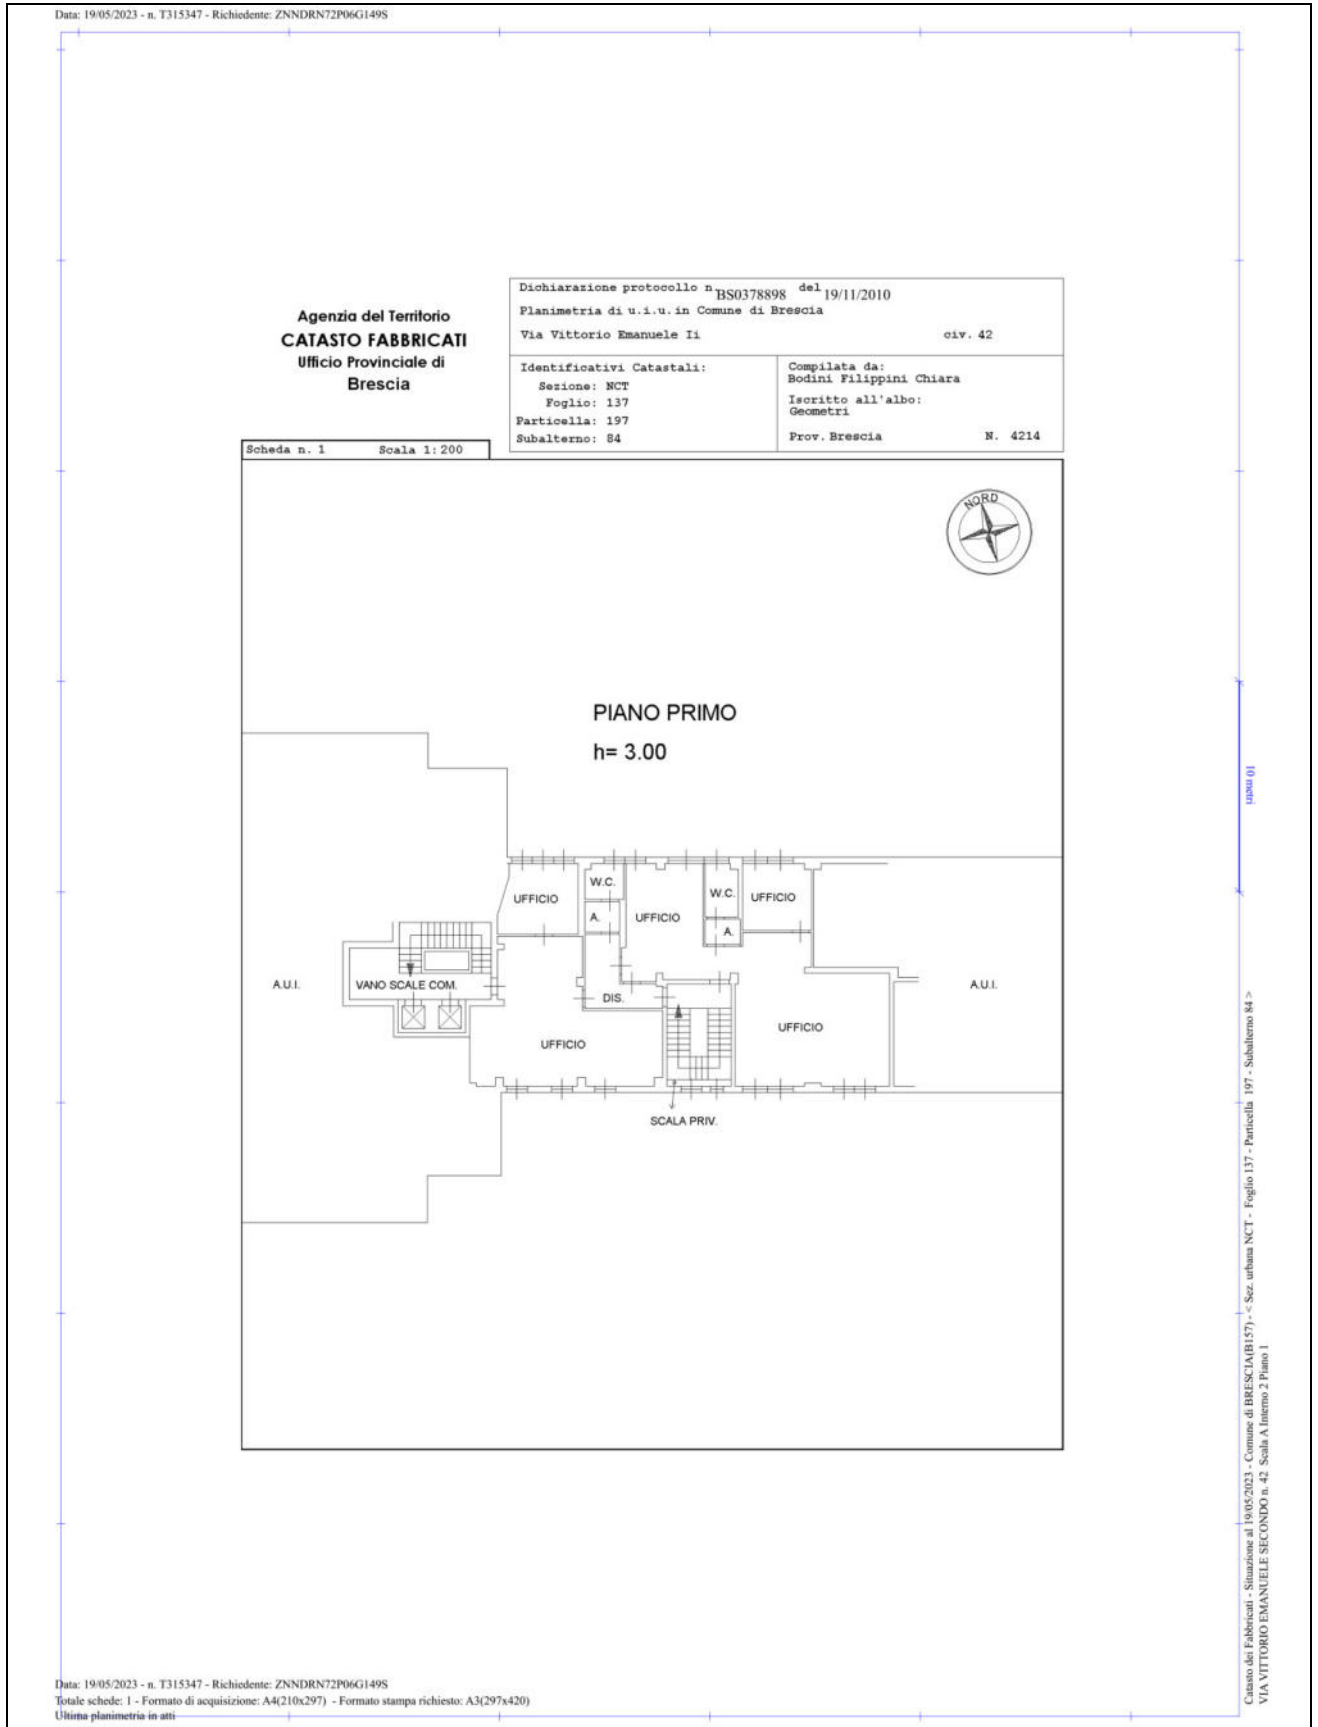 Data: 19/05/2023 - n. T315347 - Richiedente: ZNNDRN72P06G149S
Agenzia del Territorio
CATASTO FABBRICATI
Ufficio Provinciale di
Brescia
Dichiarazione protocollo n. BS0378898 del 19/11/2010
Planimetria di u.i.u. in Comune di Brescia
Via Vittorio Emanuele Ii civ. 42
Identificativi Catastali:
Sezione: NCT
Foglio: 137
Particella: 197
Subalterno: 84
Compilata da:
Bodini Filippini Chiara
Iscritto all'albo:
Geometri
Prov. Brescia N. 4214
Scheda n. 1 Scala 1:200
NORD
PIANO PRIMO
h= 3.00
10 metri
W.C.
UFFICIO
W.C.
UFFICIO
A.
UFFICIO
A.
A.U.I.
VANO SCALE COM.
DIS.
A.U.I.
UFFICIO
UFFICIO
SCALA PRIV.
Catasto dei Fabbricati - Situazione al 19/05/2023 - Comune di BRESCIA(B157) - < Sez. urbana NCT - Foglio 137 - Particella 197 - Subalterno 84 >
VIA VITTORIO EMANUELE SECONDO n. 42 Scala A Interno 2 Piano 1
Data: 19/05/2023 - n. T315347 - Richiedente: ZNNDRN72P06G149S
Totale schede: 1 - Formato di acquisizione: A4(210x297) - Formato stampa richiesto: A3(297x420)
Ultima planimetria in atti